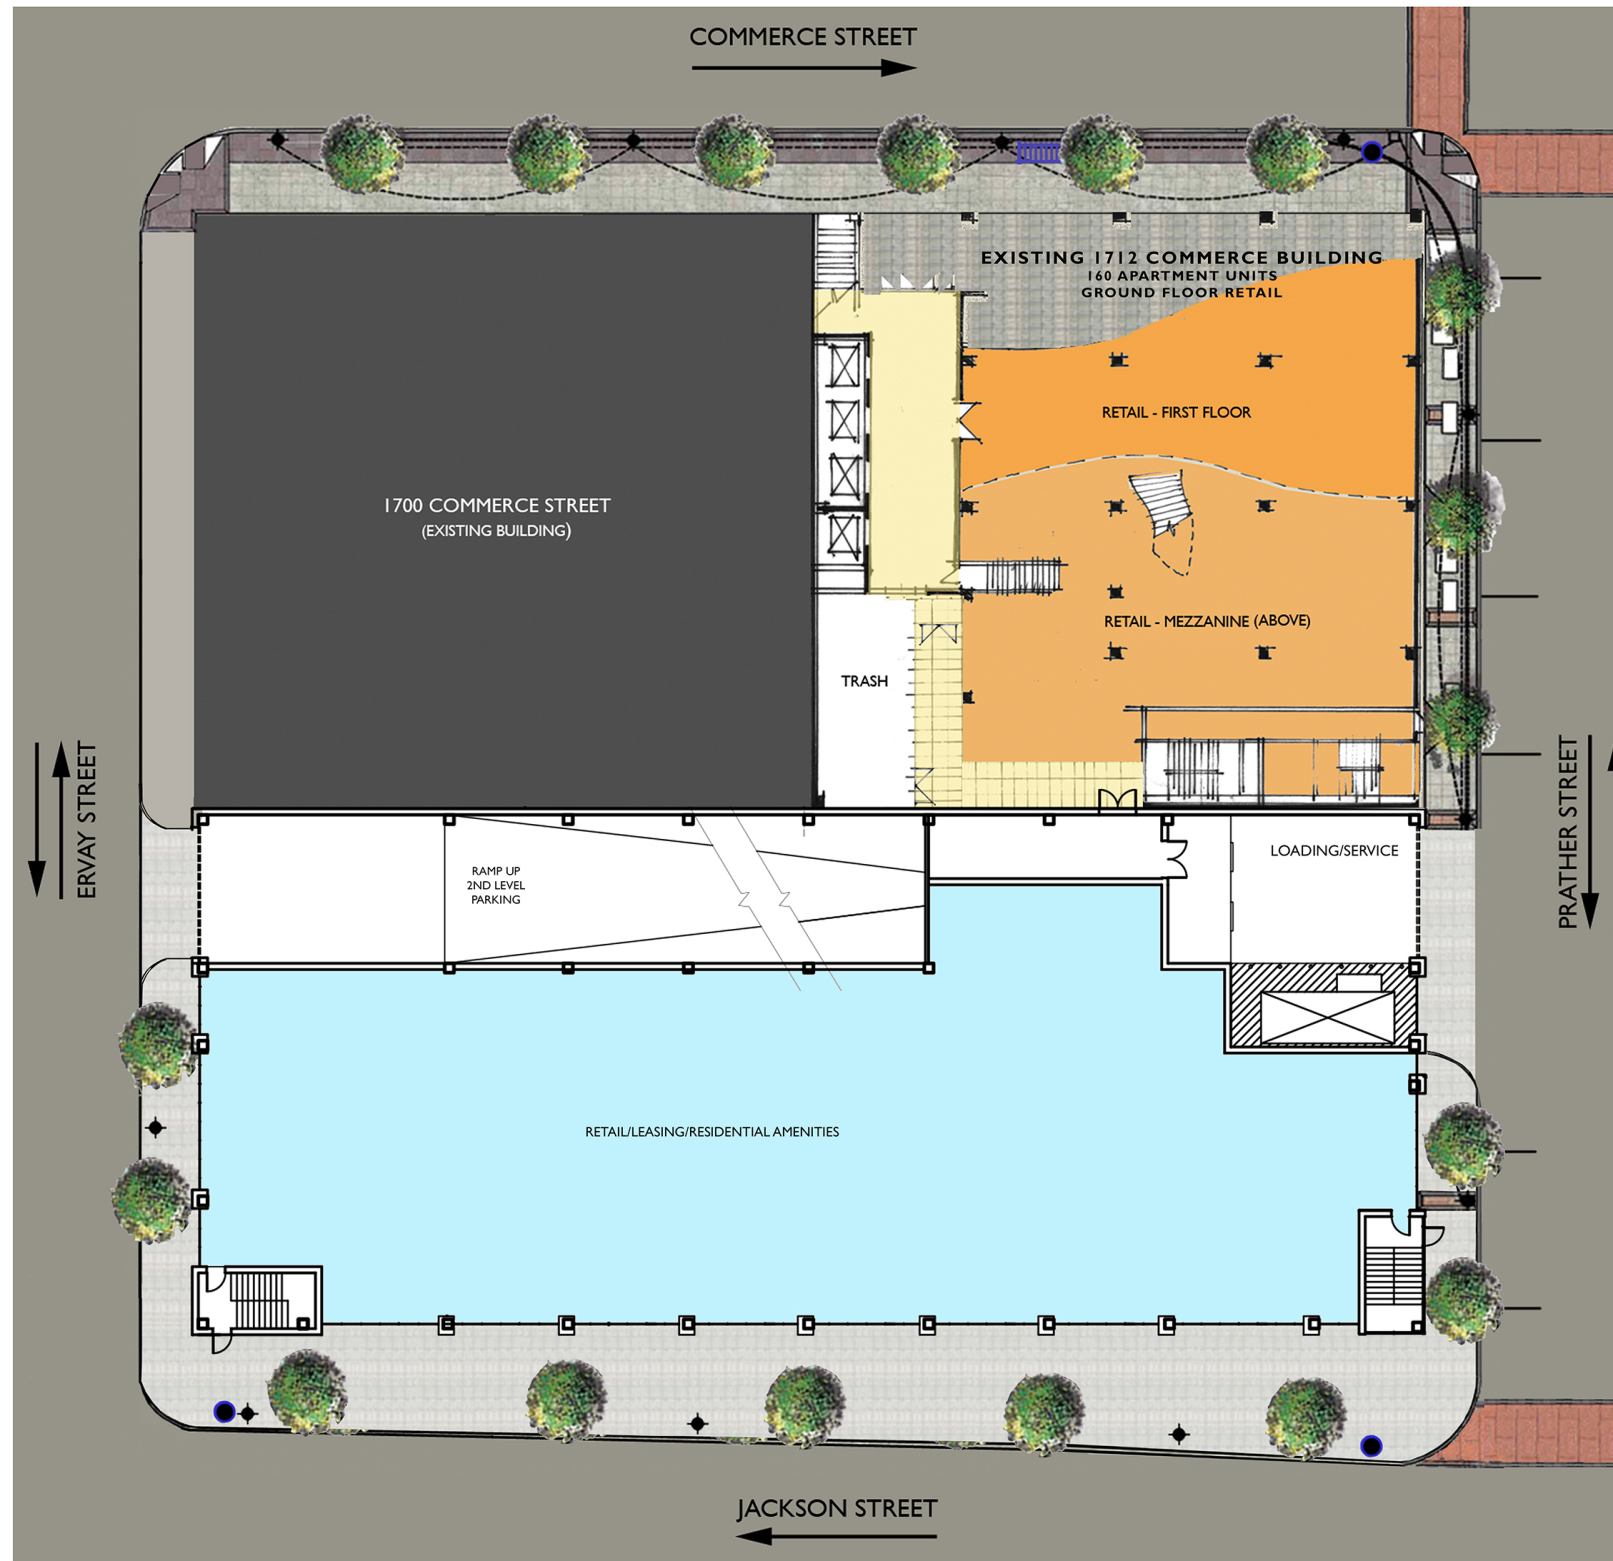 COMMERCE STREET
EXISTING 1712 COMMERCE BUILDING
160 APARTMENT UNITS
GROUND FLOOR RETAIL
RETAIL - FIRST FLOOR
1700 COMMERCE STREET
(EXISTING BUILDING)
RETAIL - MEZZANINE (ABOVE)
TRASH
ERVAY STREET
PRATHER STREET
RAMP UP
2ND LEVEL
PARKING
LOADING/SERVICE
RETAIL/LEASING/RESIDENTIAL AMENITIES
JACKSON STREET